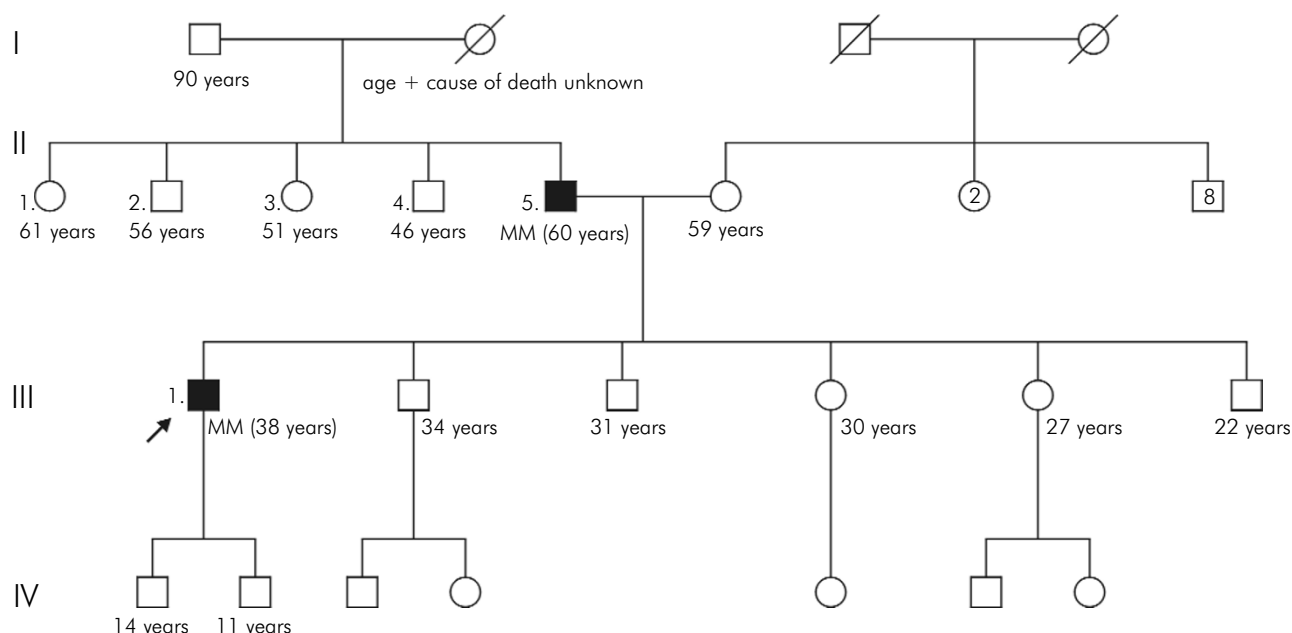 I
90 years
age + cause of death unknown
II
1. 2. 3. 4. 5. 2 8
61 years 56 years 51 years 46 years MM (60 years) 59 years
III
1.
MM (38 years) 34 years 31 years 30 years 27 years 22 years
IV
14 years 11 years